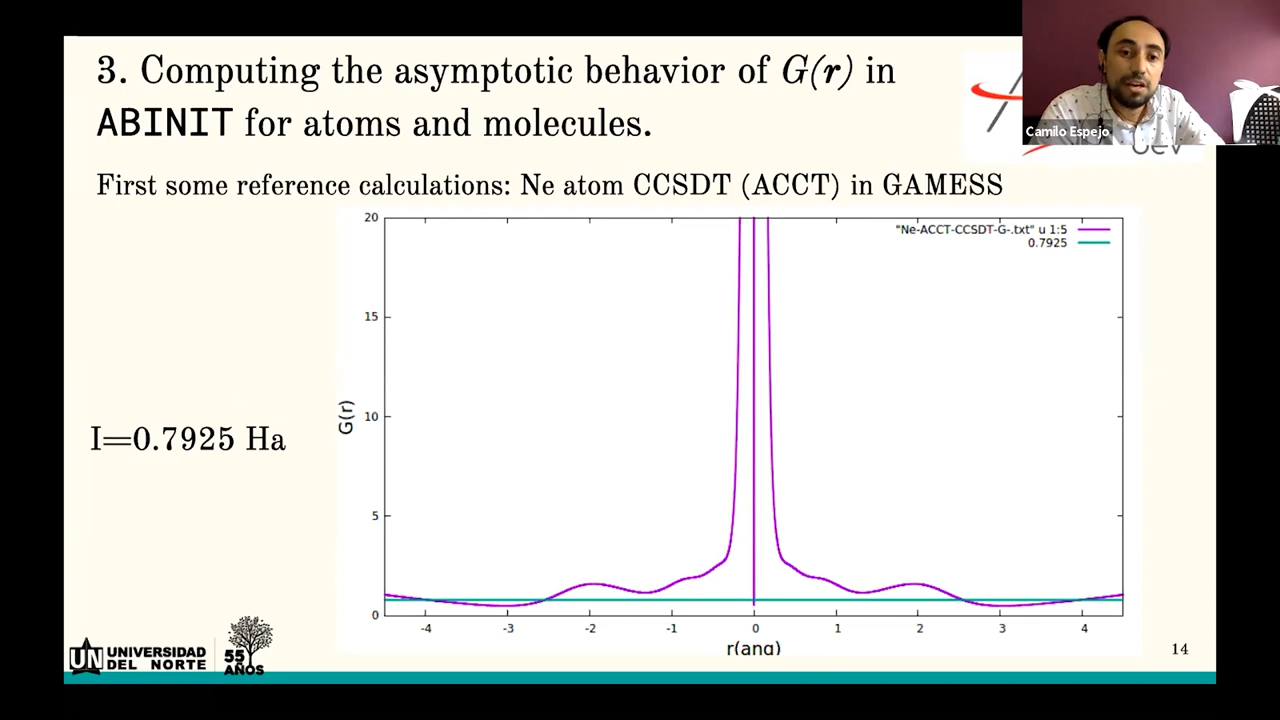 3. Computing the asymptotic behavior of G(r) in
ABINIT for atoms and molecules.
Camilo Espejo
First some reference calculations: Ne atom CCSDT (ACCT) in GAMESS
"Ne-ACCT-CCSDT-G-.txt" u 1:5
0.7925
20
15
10
5
0
G(r)
-4 -3 -2 -1 0 1 2 3 4
r(ang)
I=0.7925 Ha
UN UNIVERSIDAD
DEL NORTE
55
AÑOS
14